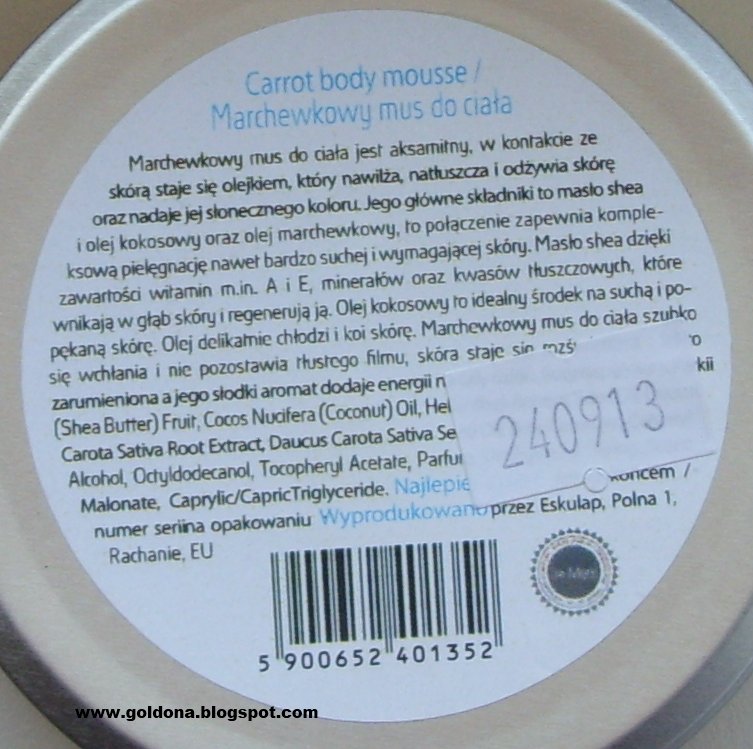 Carrot body mousse /
Marchewkowy mus do ciała
Marchewkowy mus do ciała jest aksamitny, w kontakcie ze
skórą staje się olejkiem, który nawilża, natłuszcza i odżywia skórę
oraz nadaje jej słonecznego koloru. Jego główne składniki to masło shea
i olej kokosowy oraz olej marchewkowy, to połączenie zapewnia komple-
ksową pielęgnację nawet bardzo suchej i wymagającej skóry. Masło shea dzięki
zawartości witamin m.in. A i E, minerałów oraz kwasów tłuszczowych, które
wnikają w głąb skóry i regenerują ją. Olej kokosowy to idealny środek na suchą i po-
pękaną skórę. Olej delikatnie chłodzi i koi skórę. Marchewkowy mus do ciała szybko
się wchłania i nie pozostawia tłustego filmu, skóra staje się
zarumieniona a jego słodki aromat dodaje energii
(Shea Butter) Fruit, Cocos Nucifera (Coconut) Oil,
Carota Sativa Root Extract, Daucus Carota Sativa
Alcohol, Octyldodecanol, Tocopheryl Acetate,
Malonate, Caprylic/CapricTriglyceride. /
numer seriina opakowaniu Wyprodukowano przez Eskulap, Polna 1,
Rachanie, EU
240913
5 900652 401352
www.goldona.blogspot.com